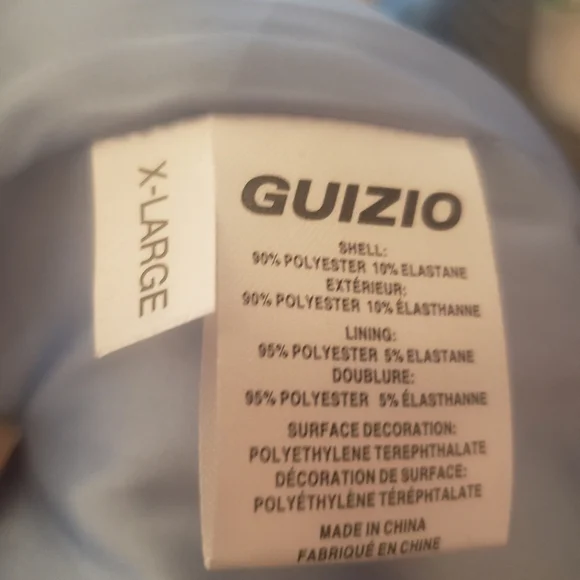 X-LARGE
GUIZIO
SHELL:
90% POLYESTER 10% ELASTANE
EXTÉRIEUR:
90% POLYESTER 10% ÉLASTHANNE
LINING:
95% POLYESTER 5% ELASTANE
DOUBLURE:
95% POLYESTER 5% ÉLASTHANNE
SURFACE DECORATION:
POLYETHYLENE TEREPHTHALATE
DÉCORATION DE SURFACE:
POLYÉTHYLÈNE TÉRÉPHTALATE
MADE IN CHINA
FABRIQUÉ EN CHINE